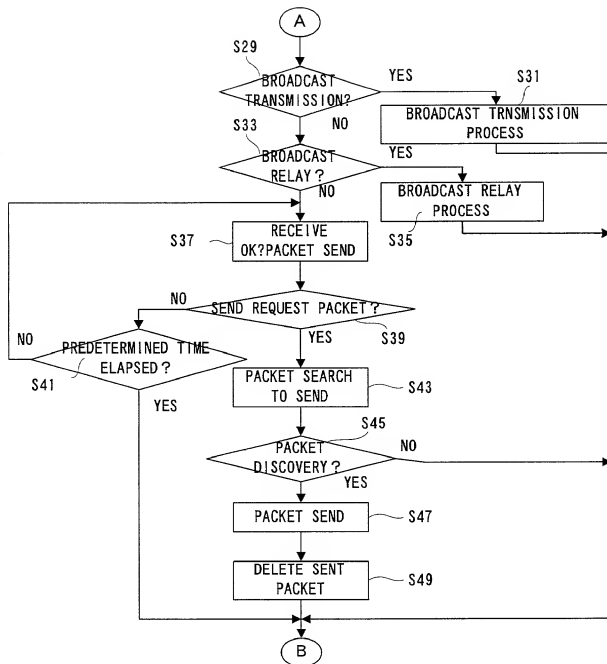 A
S29
BROADCAST
TRANSMISSION?
YES
NO
S31
BROADCAST TRNSMISSION
PROCESS
S33
BROADCAST
RELAY?
YES
NO
BROADCAST RELAY
PROCESS
S35
S37
RECEIVE
OK?PACKET SEND
NO
SEND REQUEST PACKET?
S39
YES
NO
PREDETERMINED TIME
ELAPSED?
S41
YES
PACKET SEARCH
TO SEND
S43
S45
PACKET
DISCOVERY?
NO
YES
PACKET SEND
S47
DELETE SENT
PACKET
S49
B